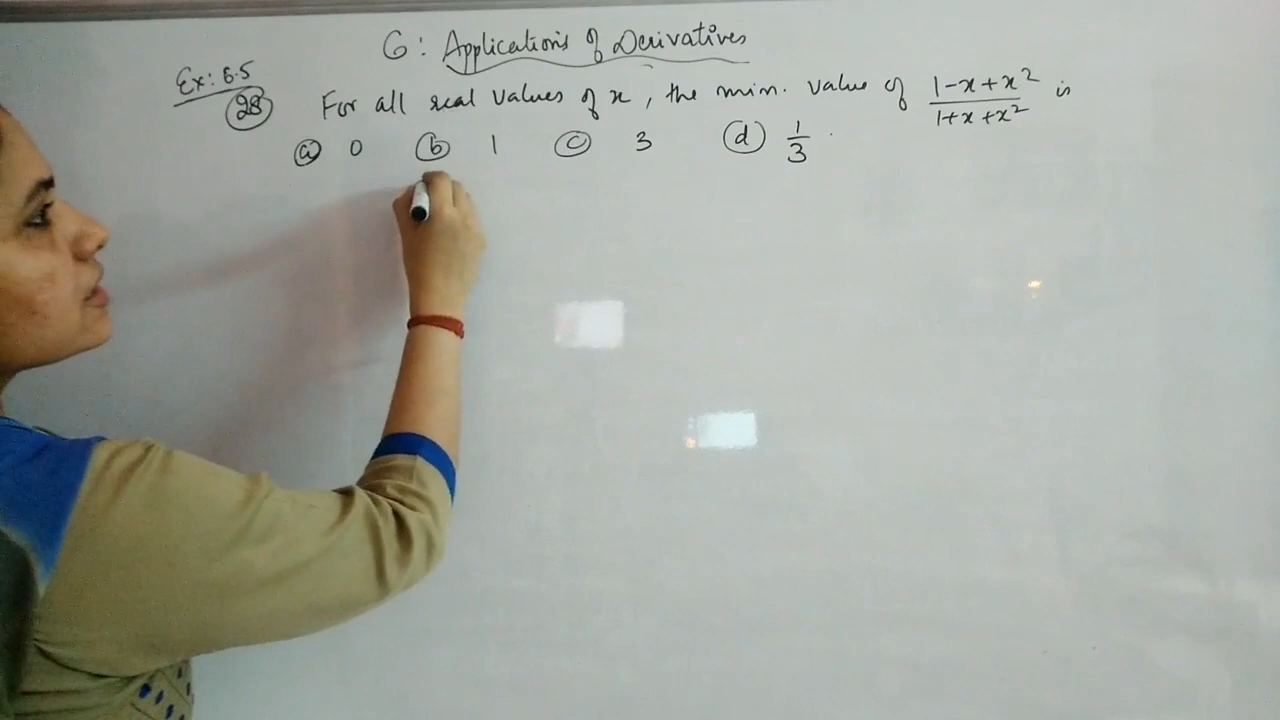 6: Applications of Derivatives
Ex: 6.5
28 For all real values of x, the min. value of (1-x+x²)/(1+x+x²) is
a 0 b 1 c 3 d 1/3.